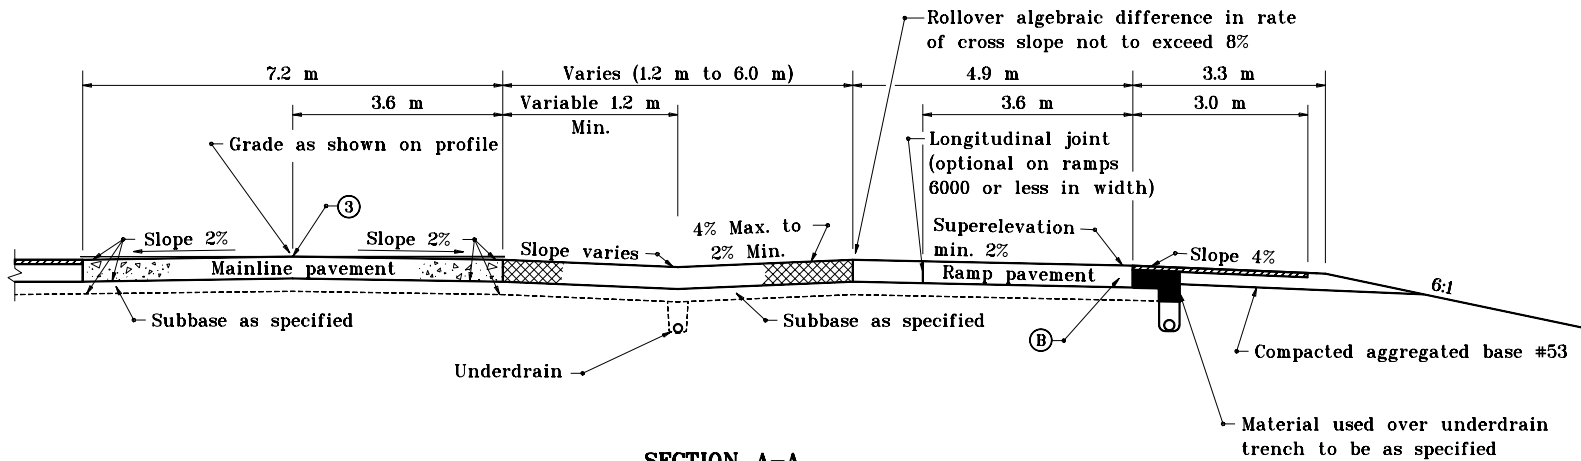 Rollover algebraic difference in rate
of cross slope not to exceed 8%
7.2 m
Varies (1.2 m to 6.0 m)
4.9 m
3.3 m
3.6 m
Variable 1.2 m
Min.
3.6 m
3.0 m
Grade as shown on profile
Longitudinal joint
(optional on ramps
6000 or less in width)
3
Slope 2%
Slope 2%
Slope varies
4% Max. to
2% Min.
Superelevation
min. 2%
Slope 4%
Mainline pavement
Ramp pavement
6:1
Subbase as specified
Subbase as specified
B
Underdrain
Compacted aggregated base #53
Material used over underdrain
trench to be as specified
SECTION A-A